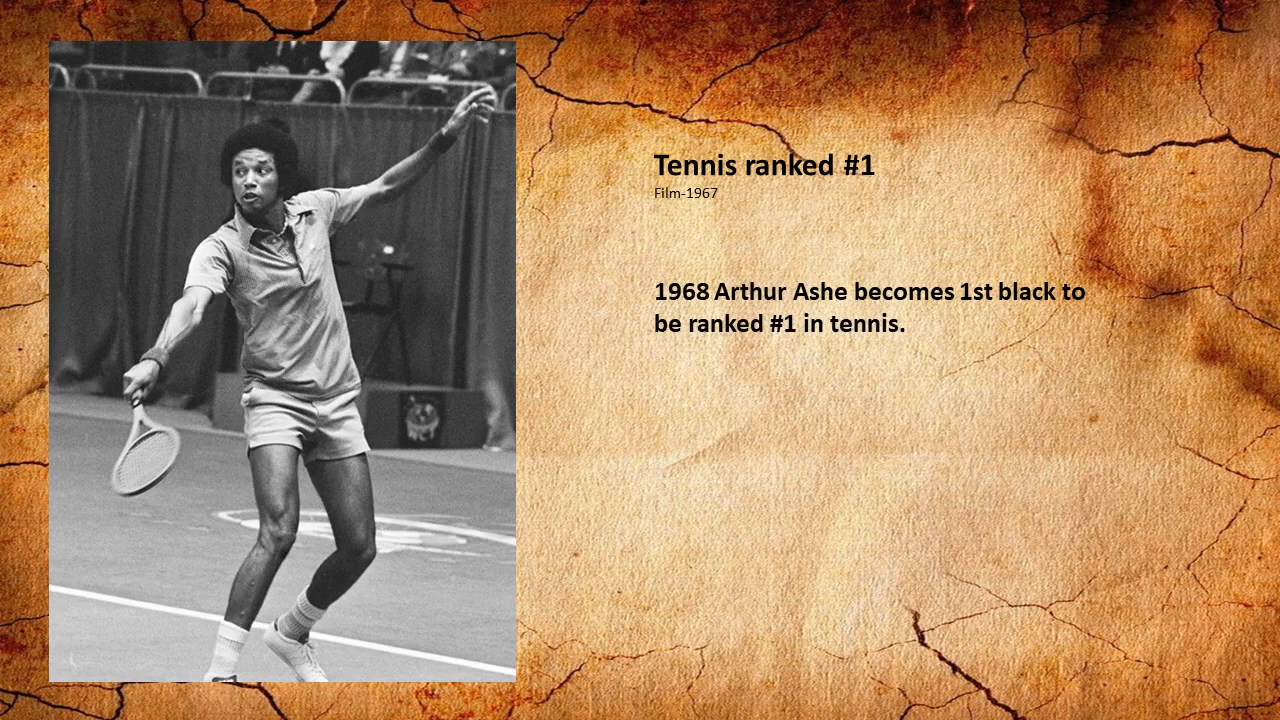 Tennis ranked #1
Film-1967
1968 Arthur Ashe becomes 1st black to
be ranked #1 in tennis.